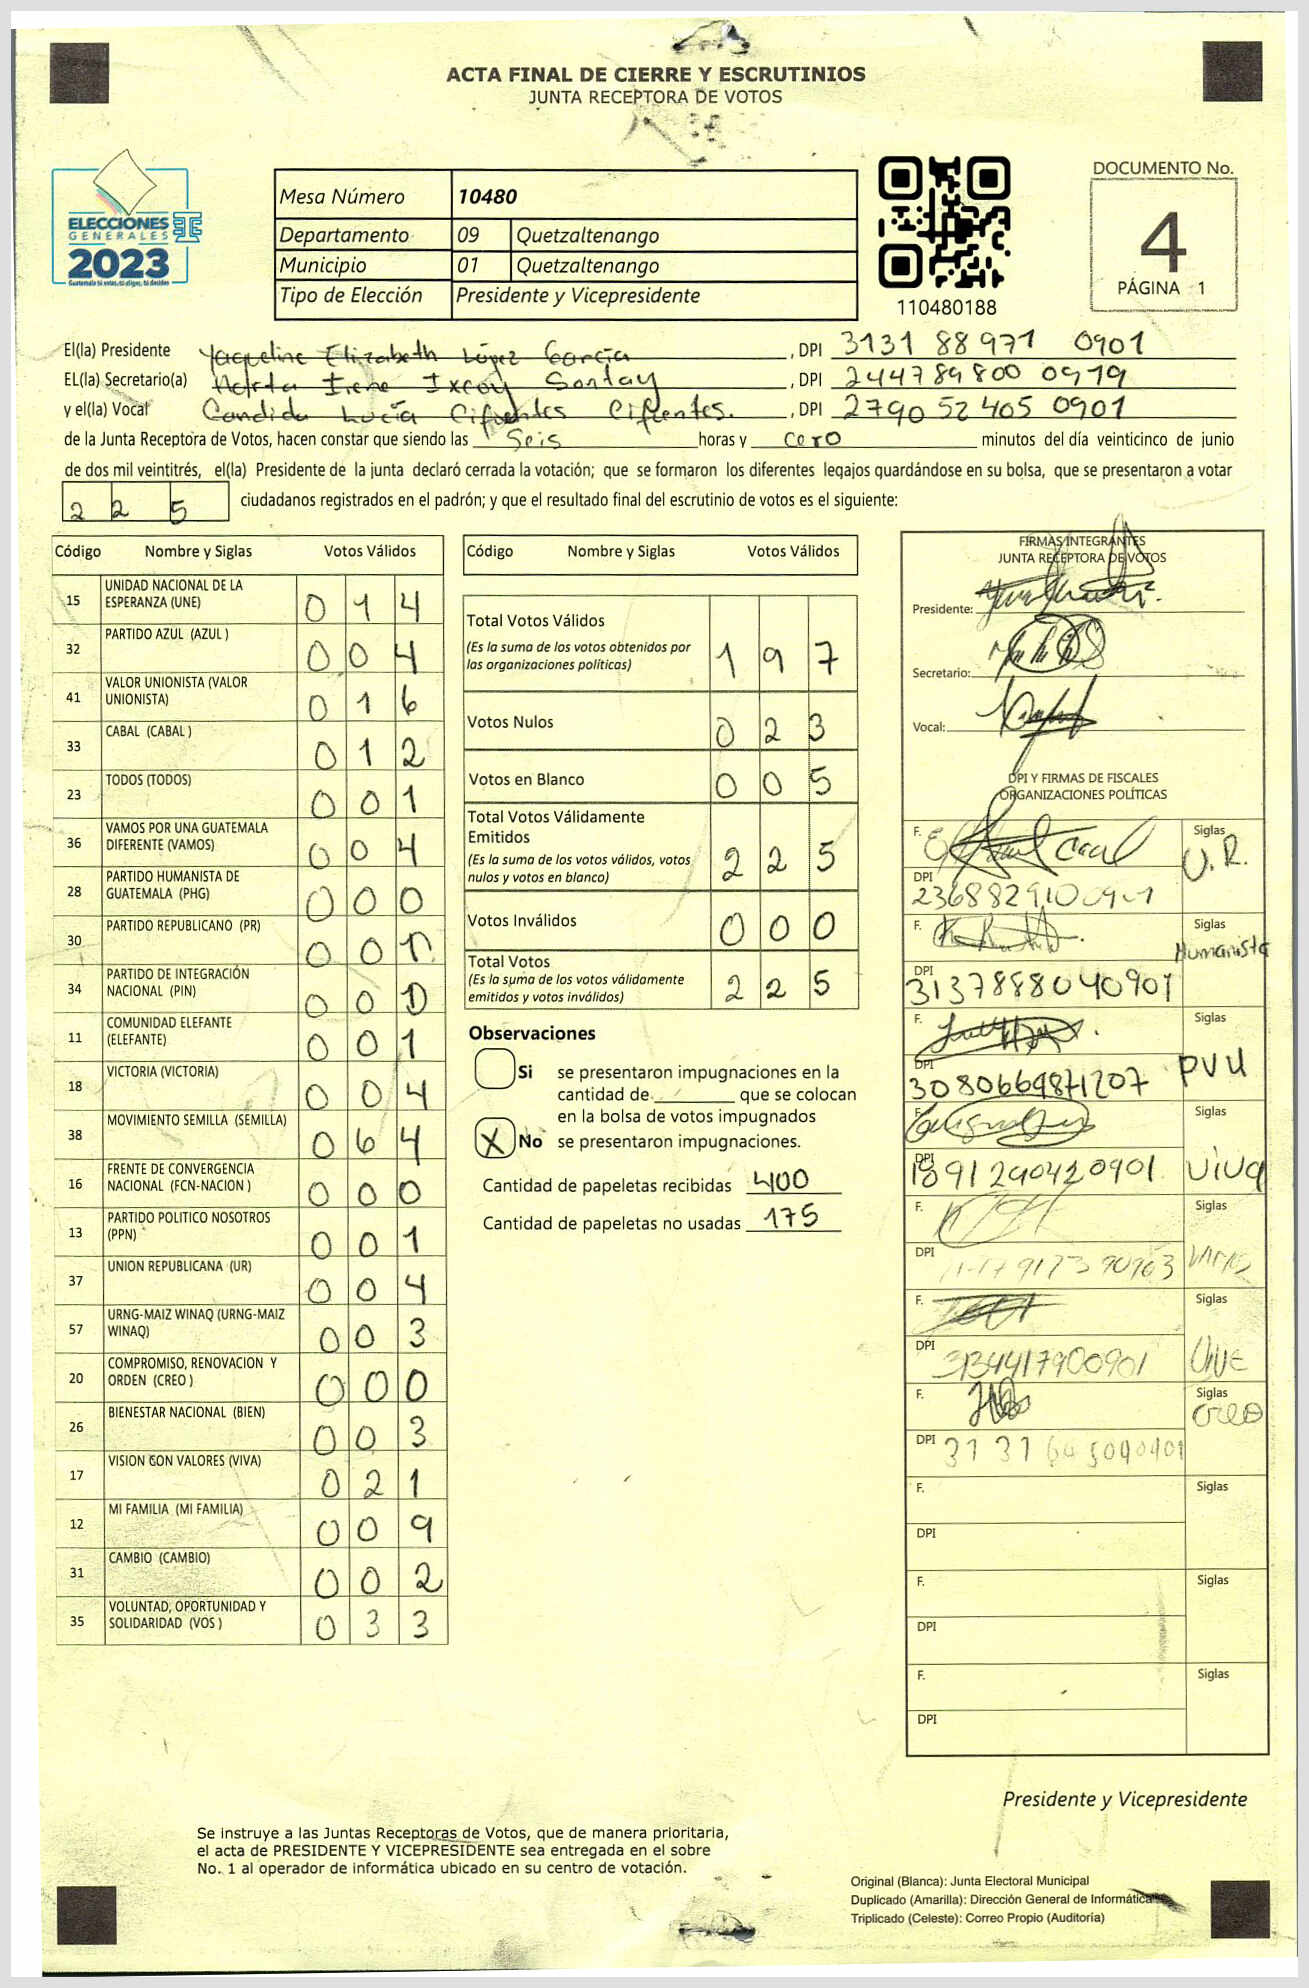 ACTA FINAL DE CIERRE Y ESCRUTINIOS
JUNTA RECEPTORA DE VOTOS
ELECCIONES
GENERALES
2023
Guatemala tú votas, tú eliges, tú decides
Mesa Número 10480
Departamento 09 Quetzaltenango
Municipio 01 Quetzaltenango
Tipo de Elección Presidente y Vicepresidente
110480188
DOCUMENTO No.
4
PÁGINA 1
El(la) Presidente Yaqueline Elizabeth López García , DPI 3131 88971 0901
EL(la) Secretario(a) Marta Irene Ixcoy Sontay , DPI 244789800 0919
y el(la) Vocal Candida Lucía Cifuentes Cifuentes. , DPI 2790 52405 0901
de la Junta Receptora de Votos, hacen constar que siendo las Seis horas y cero minutos del día veinticinco de junio
de dos mil veintitrés, el(la) Presidente de la junta declaró cerrada la votación; que se formaron los diferentes legajos guardándose en su bolsa, que se presentaron a votar
2 2 5 ciudadanos registrados en el padrón; y que el resultado final del escrutinio de votos es el siguiente:
Código Nombre y Siglas Votos Válidos
15 UNIDAD NACIONAL DE LA ESPERANZA (UNE) 0 1 4
32 PARTIDO AZUL (AZUL ) 0 0 4
41 VALOR UNIONISTA (VALOR UNIONISTA) 0 1 6
33 CABAL (CABAL ) 0 1 2
23 TODOS (TODOS) 0 0 1
36 VAMOS POR UNA GUATEMALA DIFERENTE (VAMOS) 0 0 4
28 PARTIDO HUMANISTA DE GUATEMALA (PHG) 0 0 0
30 PARTIDO REPUBLICANO (PR) 0 0
34 PARTIDO DE INTEGRACIÓN NACIONAL (PIN) 0 0 0
11 COMUNIDAD ELEFANTE (ELEFANTE) 0 0 1
18 VICTORIA (VICTORIA) 0 0 4
38 MOVIMIENTO SEMILLA (SEMILLA) 0 6 4
16 FRENTE DE CONVERGENCIA NACIONAL (FCN-NACION ) 0 0 0
13 PARTIDO POLITICO NOSOTROS (PPN) 0 0 1
37 UNION REPUBLICANA (UR) 0 0 4
57 URNG-MAIZ WINAQ (URNG-MAIZ WINAQ) 0 0 3
20 COMPROMISO, RENOVACION Y ORDEN (CREO ) 0 0 0
26 BIENESTAR NACIONAL (BIEN) 0 0 3
17 VISION CON VALORES (VIVA) 0 2 1
12 MI FAMILIA (MI FAMILIA) 0 0 9
31 CAMBIO (CAMBIO) 0 0 2
35 VOLUNTAD, OPORTUNIDAD Y SOLIDARIDAD (VOS ) 0 3 3
Código Nombre y Siglas Votos Válidos
Total Votos Válidos 1 9 7
(Es la suma de los votos obtenidos por
las organizaciones políticas)
Votos Nulos 0 2 3
Votos en Blanco 0 0 5
Total Votos Válidamente
Emitidos 2 2 5
(Es la suma de los votos válidos, votos
nulos y votos en blanco)
Votos Inválidos 0 0 0
Total Votos 2 2 5
(Es la suma de los votos válidamente
emitidos y votos inválidos)
Observaciones
Si se presentaron impugnaciones en la
cantidad de ________ que se colocan
en la bolsa de votos impugnados
X No se presentaron impugnaciones.
Cantidad de papeletas recibidas 400
Cantidad de papeletas no usadas 175
FIRMAS INTEGRANTES
JUNTA RECEPTORA DE VOTOS
Presidente:
Secretario:
Vocal:
DPI Y FIRMAS DE FISCALES
ORGANIZACIONES POLÍTICAS
F. Siglas U.R.
DPI
F. Siglas Humanista
DPI 3137888040901
F. Siglas PVU
DPI 3080669871207
F. Siglas VIVA
DPI 1891290420901
F. Siglas
DPI
F. Siglas UNE
DPI 3134417900901
F. Siglas CREO
DPI
F. Siglas
DPI
F. Siglas
DPI
F. Siglas
DPI
Presidente y Vicepresidente
Se instruye a las Juntas Receptoras de Votos, que de manera prioritaria,
el acta de PRESIDENTE Y VICEPRESIDENTE sea entregada en el sobre
No. 1 al operador de informática ubicado en su centro de votación.
Original (Blanca): Junta Electoral Municipal
Duplicado (Amarilla): Dirección General de Informática
Triplicado (Celeste): Correo Propio (Auditoría)